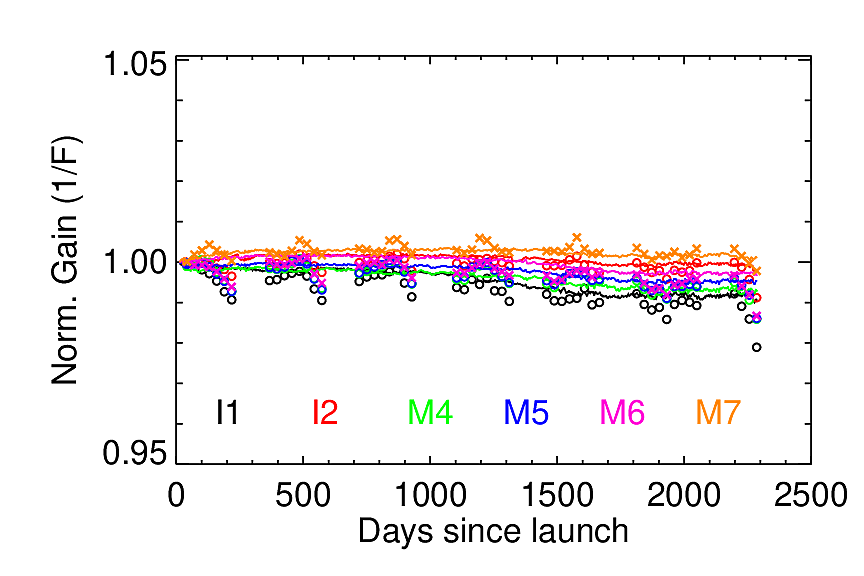 1.05
1.00
0.95
Norm. Gain (1/F)
I1 I2 M4 M5 M6 M7
0 500 1000 1500 2000 2500
Days since launch